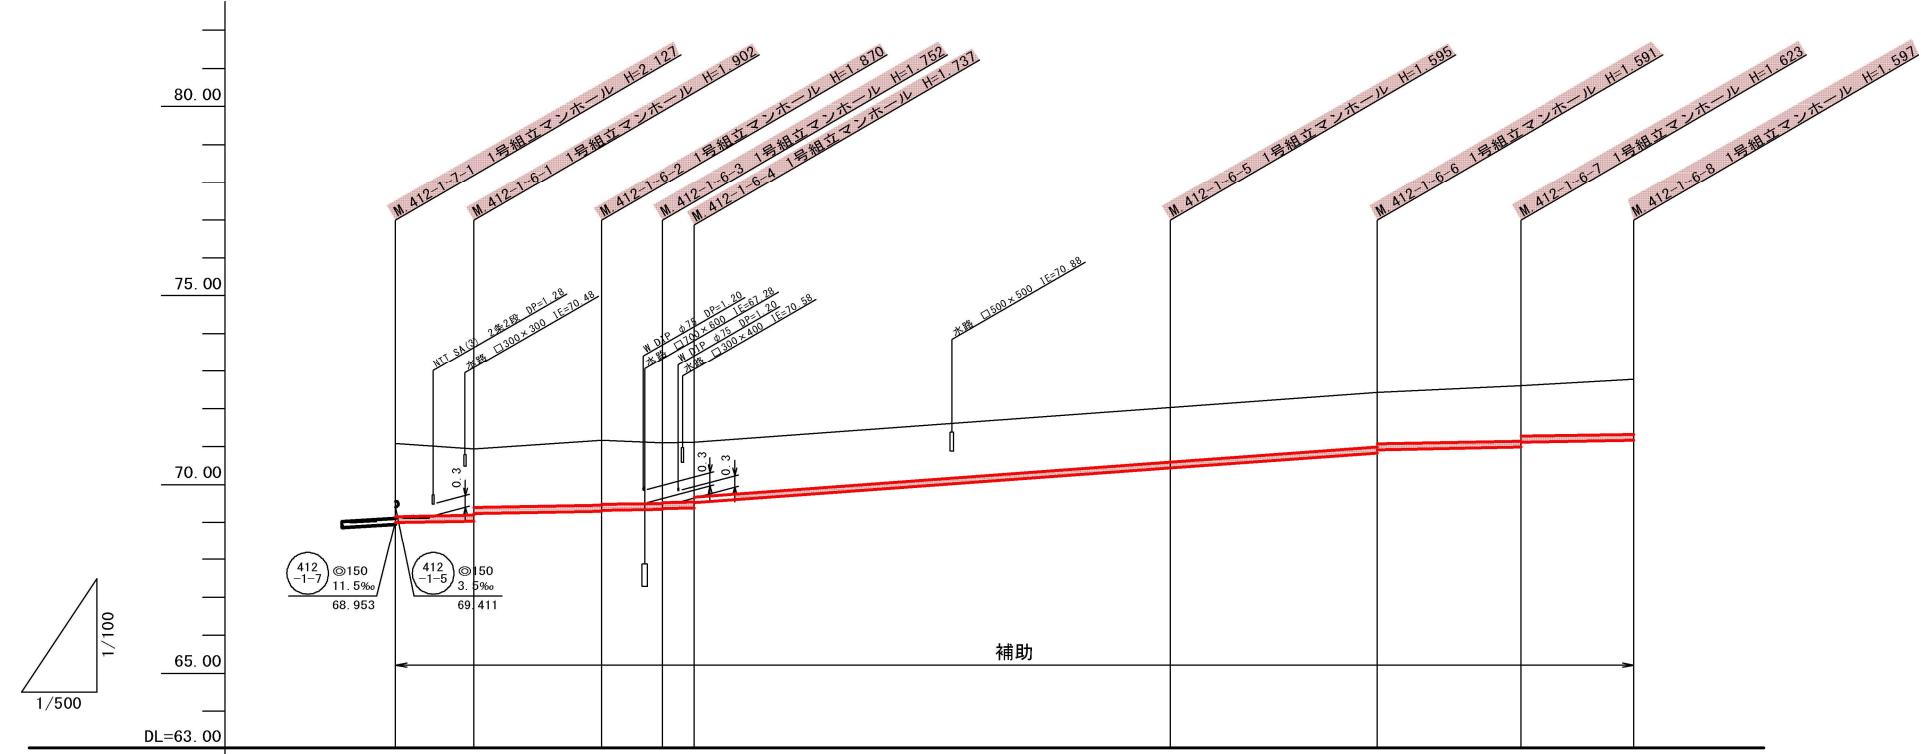 M. 412-1-7-1 1号組立マンホール H=2.127
M. 412-1-6-1 1号組立マンホール H=1.902
M. 412-1-6-2 1号組立マンホール H=1.870
M. 412-1-6-3 1号組立マンホール H=1.752
M. 412-1-6-4 1号組立マンホール H=1.737
M. 412-1-6-5 1号組立マンホール H=1.595
M. 412-1-6-6 1号組立マンホール H=1.591
M. 412-1-6-7 1号組立マンホール H=1.623
M. 412-1-6-8 1号組立マンホール H=1.597
80.00
75.00
70.00
65.00
DL=63.00
NTT SA(3) 2条2段 DP=1.28
水路 □300×300 IE=70.48
W DIP φ75 DP=1.20
水路 □700×600 IE=67.28
W DIP φ75 DP=1.20
水路 □300×400 IE=70.58
水路 □500×500 IE=70.88
0.3
0.3
0.3
412
-1-7
◎150
11.5‰
68.953
412
-1-5
◎150
3.5‰
69.411
補助
1/100
1/500